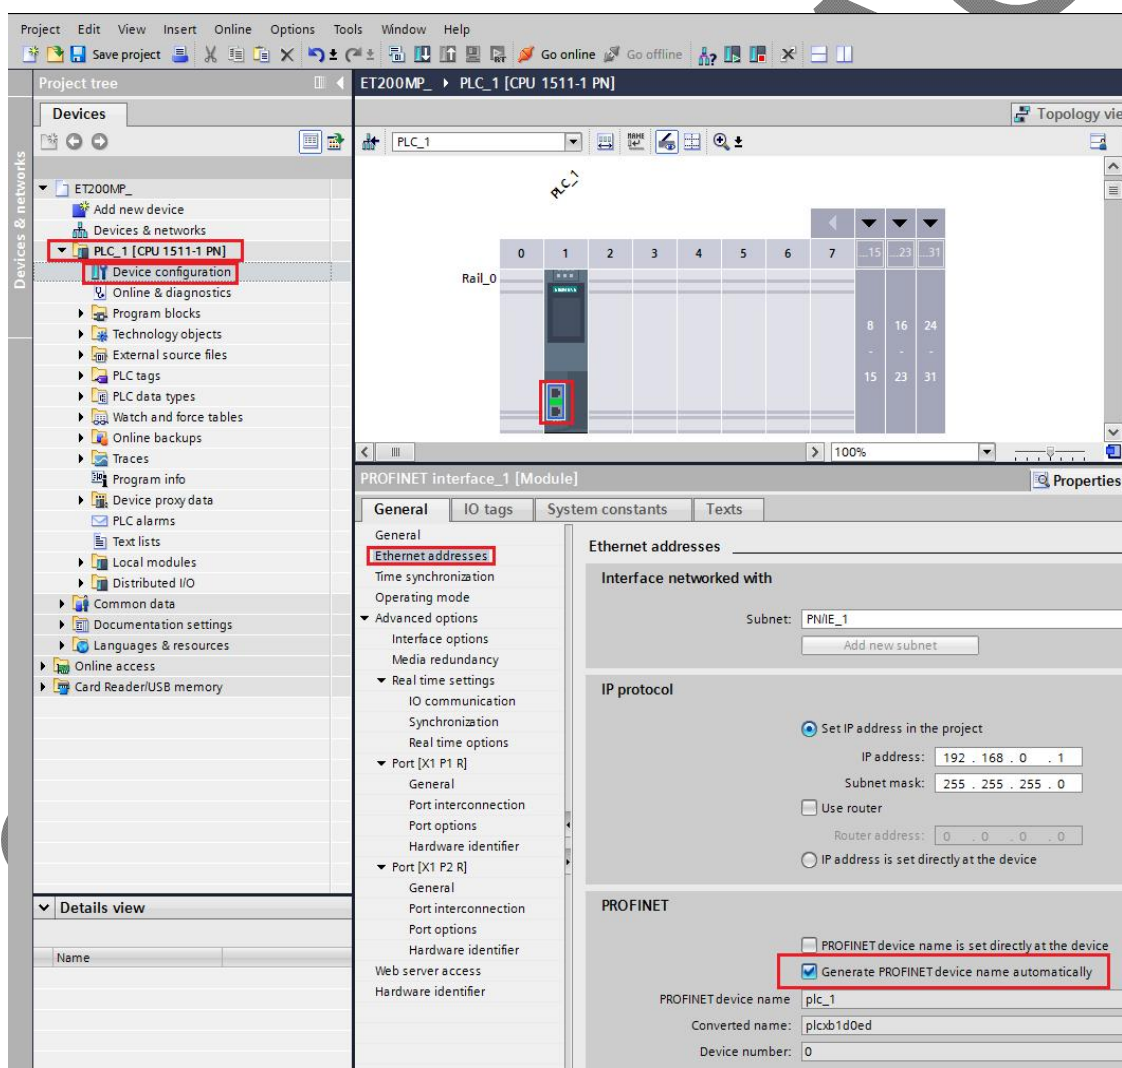 Project Edit View Insert Online Options Tools Window Help
Save project Go online Go offline
Project tree
ET200MP_ PLC_1 [CPU 1511-1 PN]
Devices
Topology vie
PLC_1
Devices & networks
ET200MP_
Add new device
Devices & networks
PLC_1 [CPU 1511-1 PN]
Device configuration
Online & diagnostics
Program blocks
Technology objects
External source files
PLC tags
PLC data types
Watch and force tables
Online backups
Traces
Program info
Device proxy data
PLC alarms
Text lists
Local modules
Distributed I/O
Common data
Documentation settings
Languages & resources
Online access
Card Reader/USB memory
Details view
Name
PLC_1
0 1 2 3 4 5 6 7 ...15 ...23 ...31
Rail_0
SIEMENS
8 16 24
- - -
15 23 31
100%
PROFINET interface_1 [Module]
Properties
General IO tags System constants Texts
General
Ethernet addresses
Time synchronization
Operating mode
Advanced options
Interface options
Media redundancy
Real time settings
IO communication
Synchronization
Real time options
Port [X1 P1 R]
General
Port interconnection
Port options
Hardware identifier
Port [X1 P2 R]
General
Port interconnection
Port options
Hardware identifier
Web server access
Hardware identifier
Ethernet addresses
Interface networked with
Subnet: PN/IE_1
Add new subnet
IP protocol
Set IP address in the project
IP address: 192 . 168 . 0 . 1
Subnet mask: 255 . 255 . 255 . 0
Use router
Router address: 0 . 0 . 0 . 0
IP address is set directly at the device
PROFINET
PROFINET device name is set directly at the device
Generate PROFINET device name automatically
PROFINET device name plc_1
Converted name: plcxb1d0ed
Device number: 0